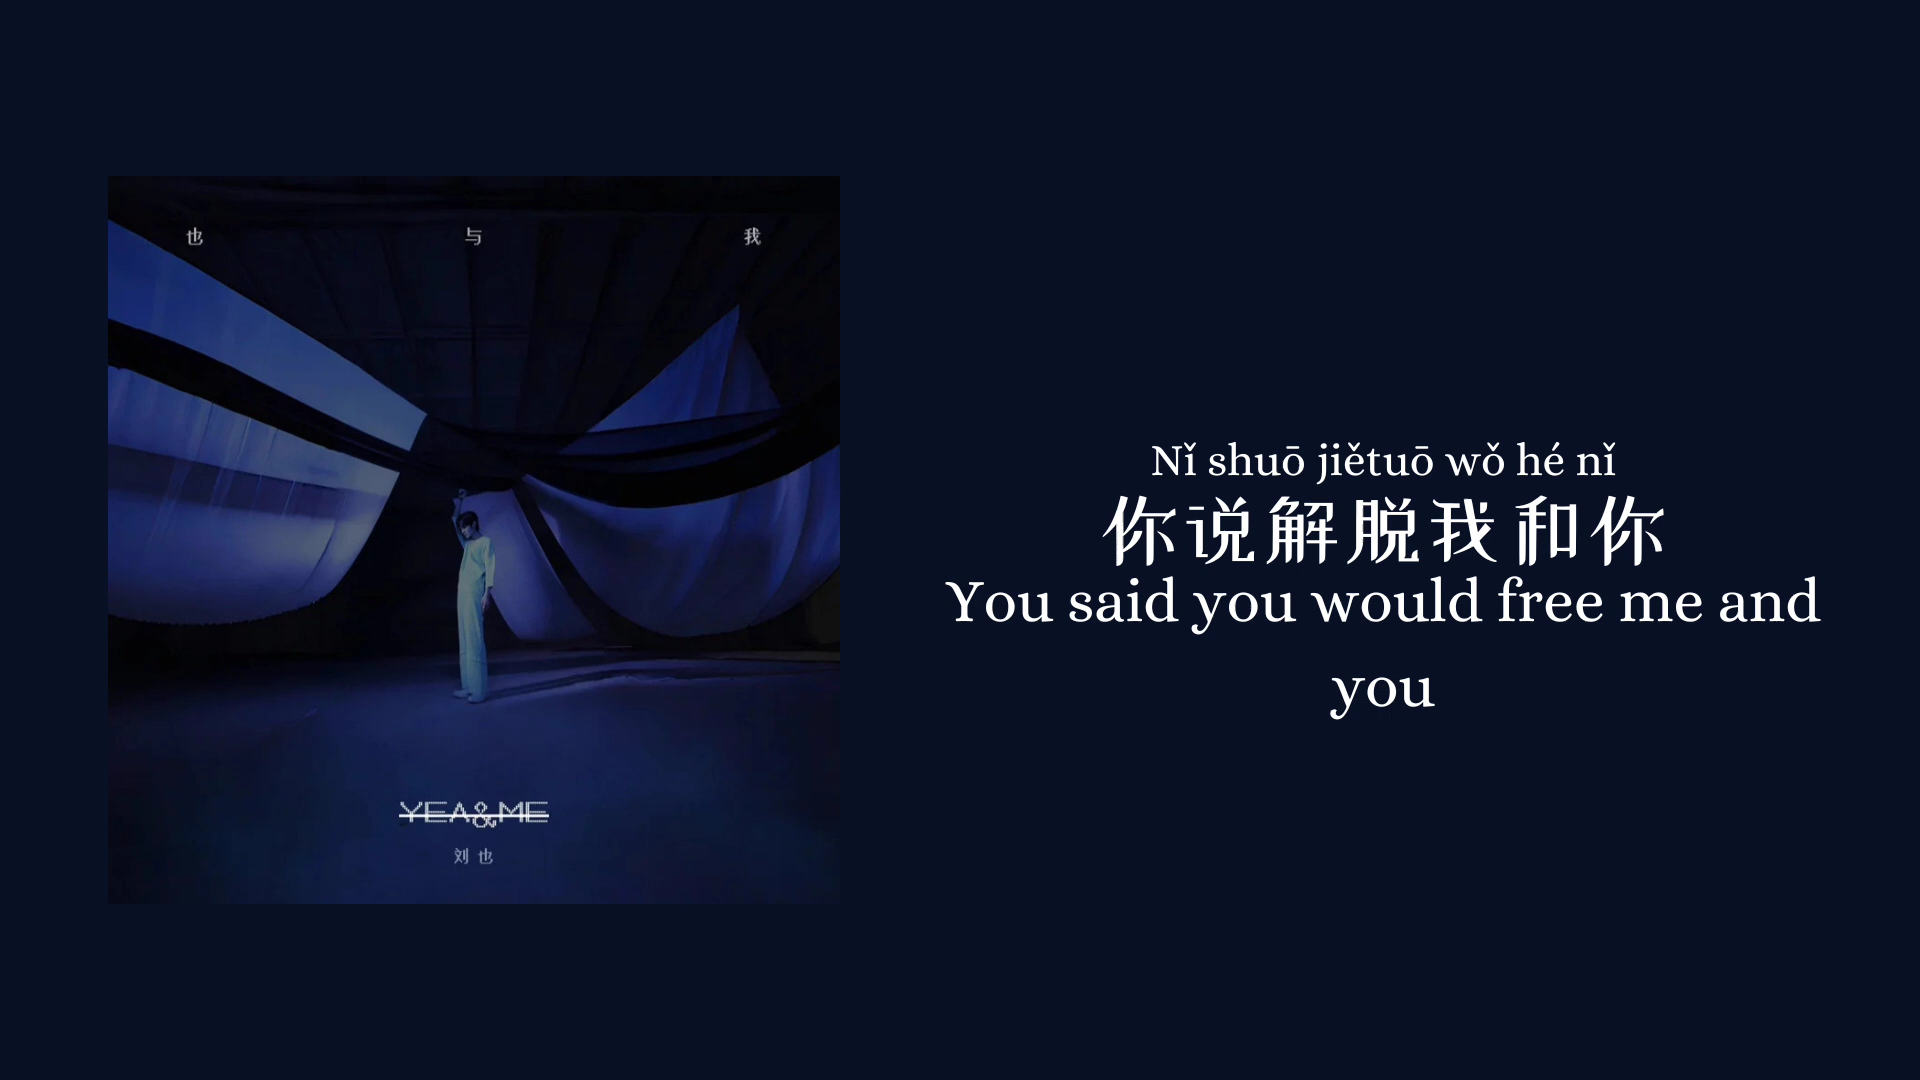 也 与 我
YEA&ME
刘 也
Nǐ shuō jiětuō wǒ hé nǐ
你说解脱我和你
You said you would free me and
you